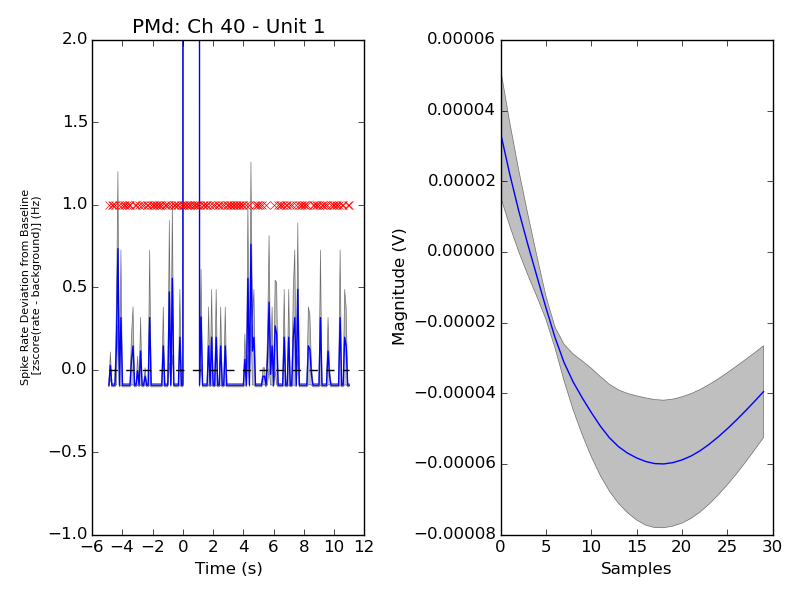 PMd: Ch 40 - Unit 1
Spike Rate Deviation from Baseline
[zscore(rate - background)] (Hz)
2.0
1.5
1.0
0.5
0.0
−0.5
−1.0
−6 −4 −2 0 2 4 6 8 10 12
Time (s)
Magnitude (V)
0.00006
0.00004
0.00002
0.00000
−0.00002
−0.00004
−0.00006
−0.00008
0 5 10 15 20 25 30
Samples